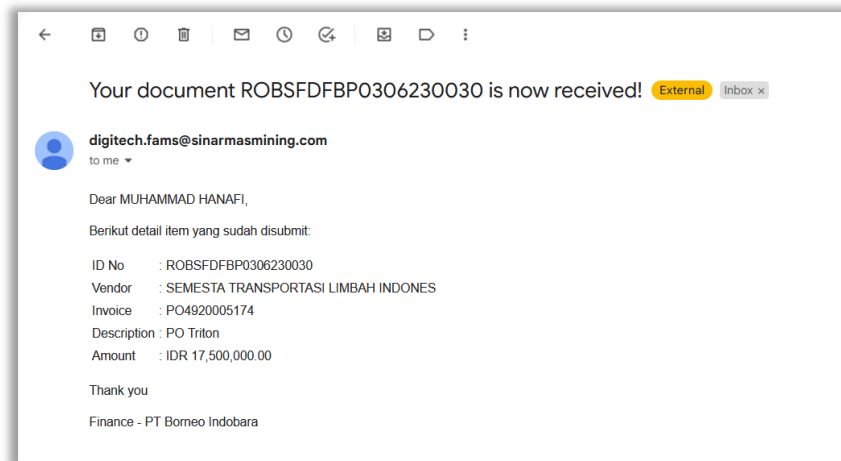 Your document ROBSFDFBP0306230030 is now received! External Inbox ×
digitech.fams@sinarmasmining.com
to me
Dear MUHAMMAD HANAFI,
Berikut detail item yang sudah disubmit:
ID No : ROBSFDFBP0306230030
Vendor : SEMESTA TRANSPORTASI LIMBAH INDONES
Invoice : PO4920005174
Description : PO Triton
Amount : IDR 17,500,000.00
Thank you
Finance - PT Borneo Indobara